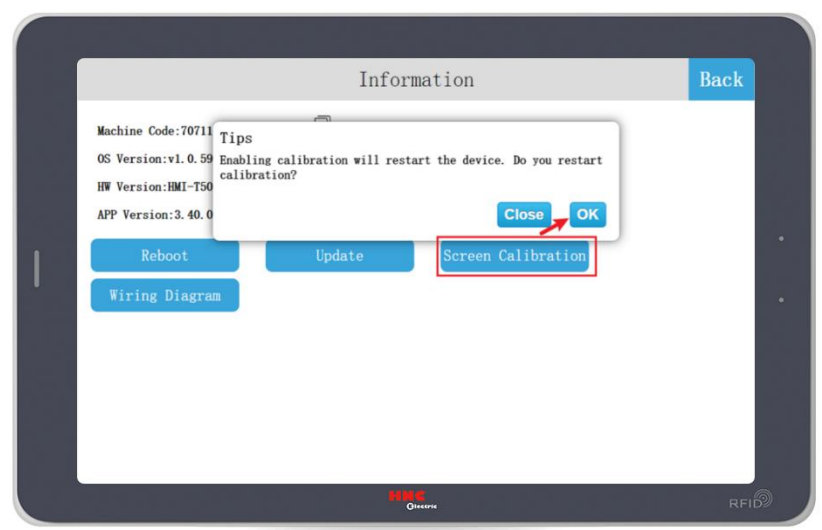 Information
Back
Machine Code:70711
OS Version:v1.0.59
HW Version:HMI-T50
APP Version:3.40.0
Tips
Enabling calibration will restart the device. Do you restart
calibration?
Close
OK
Reboot
Update
Screen Calibration
Wiring Diagram
HNC
Electric
RFID